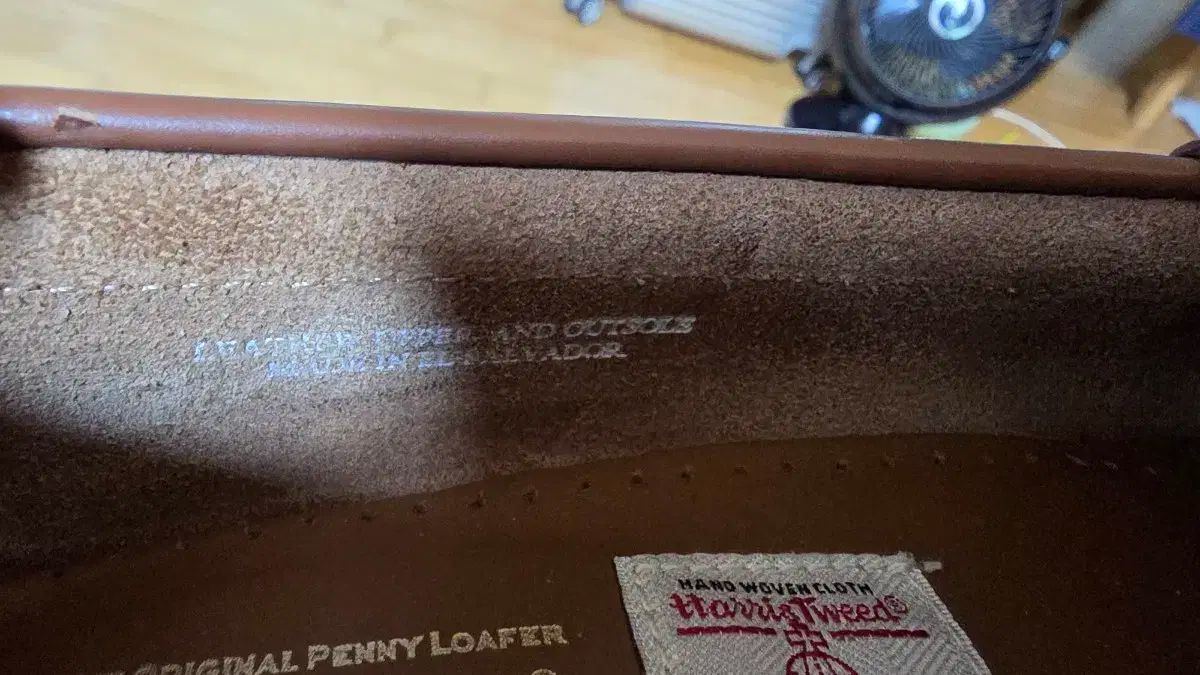 LEATHER UPPER AND OUTSOLE
MADE IN EL SALVADOR
ORIGINAL PENNY LOAFER
HAND WOVEN CLOTH
Harris Tweed®